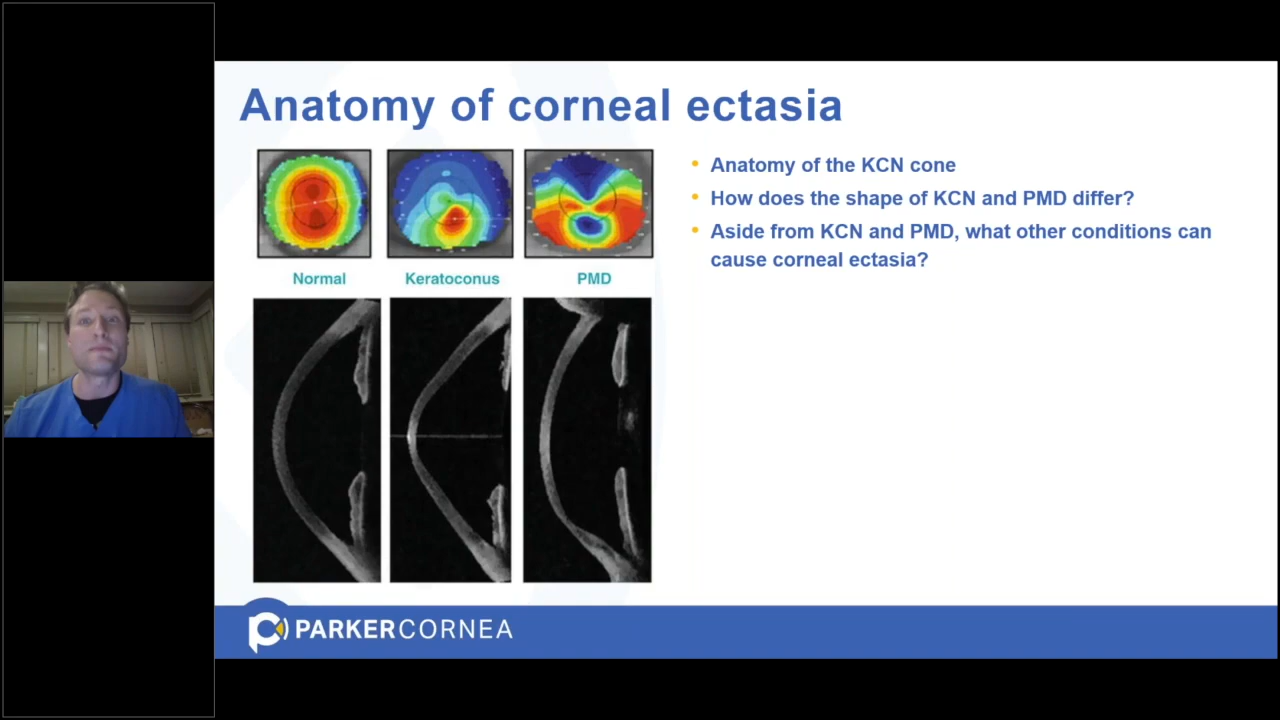 Anatomy of corneal ectasia
Normal
Keratoconus
PMD
• Anatomy of the KCN cone
• How does the shape of KCN and PMD differ?
• Aside from KCN and PMD, what other conditions can
cause corneal ectasia?
PARKERCORNEA